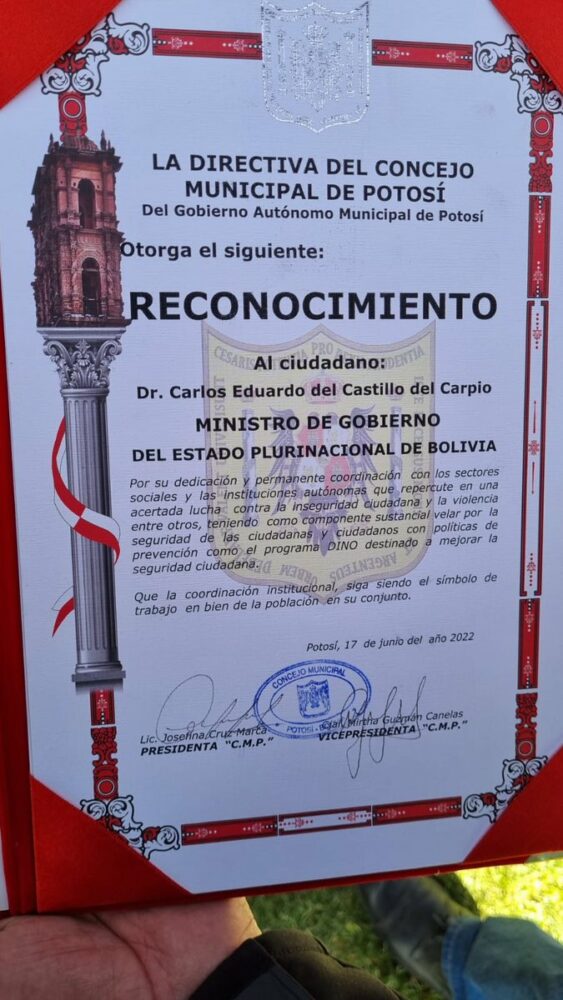 LA DIRECTIVA DEL CONCEJO
MUNICIPAL DE POTOSÍ
Del Gobierno Autónomo Municipal de Potosí
Otorga el siguiente:
RECONOCIMIENTO
Al ciudadano:
Dr. Carlos Eduardo del Castillo del Carpio
MINISTRO DE GOBIERNO
DEL ESTADO PLURINACIONAL DE BOLIVIA
Por su dedicación y permanente coordinación con los sectores
sociales y las instituciones autónomas que repercute en una
acertada lucha contra la inseguridad ciudadana y la violencia
entre otros, teniendo como componente sustancial velar por la
seguridad de las ciudadanas y ciudadanos con políticas de
prevención como el programa DINO destinado a mejorar la
seguridad ciudadana.
Que la coordinación institucional, siga siendo el símbolo de
trabajo en bien de la población en su conjunto.
Potosí, 17 de junio del año 2022
CONCEJO MUNICIPAL
POTOSÍ
Lic. Josefina Cruz Marca
PRESIDENTA "C.M.P."
Mirtha Guzmán Canelas
VICEPRESIDENTA "C.M.P."